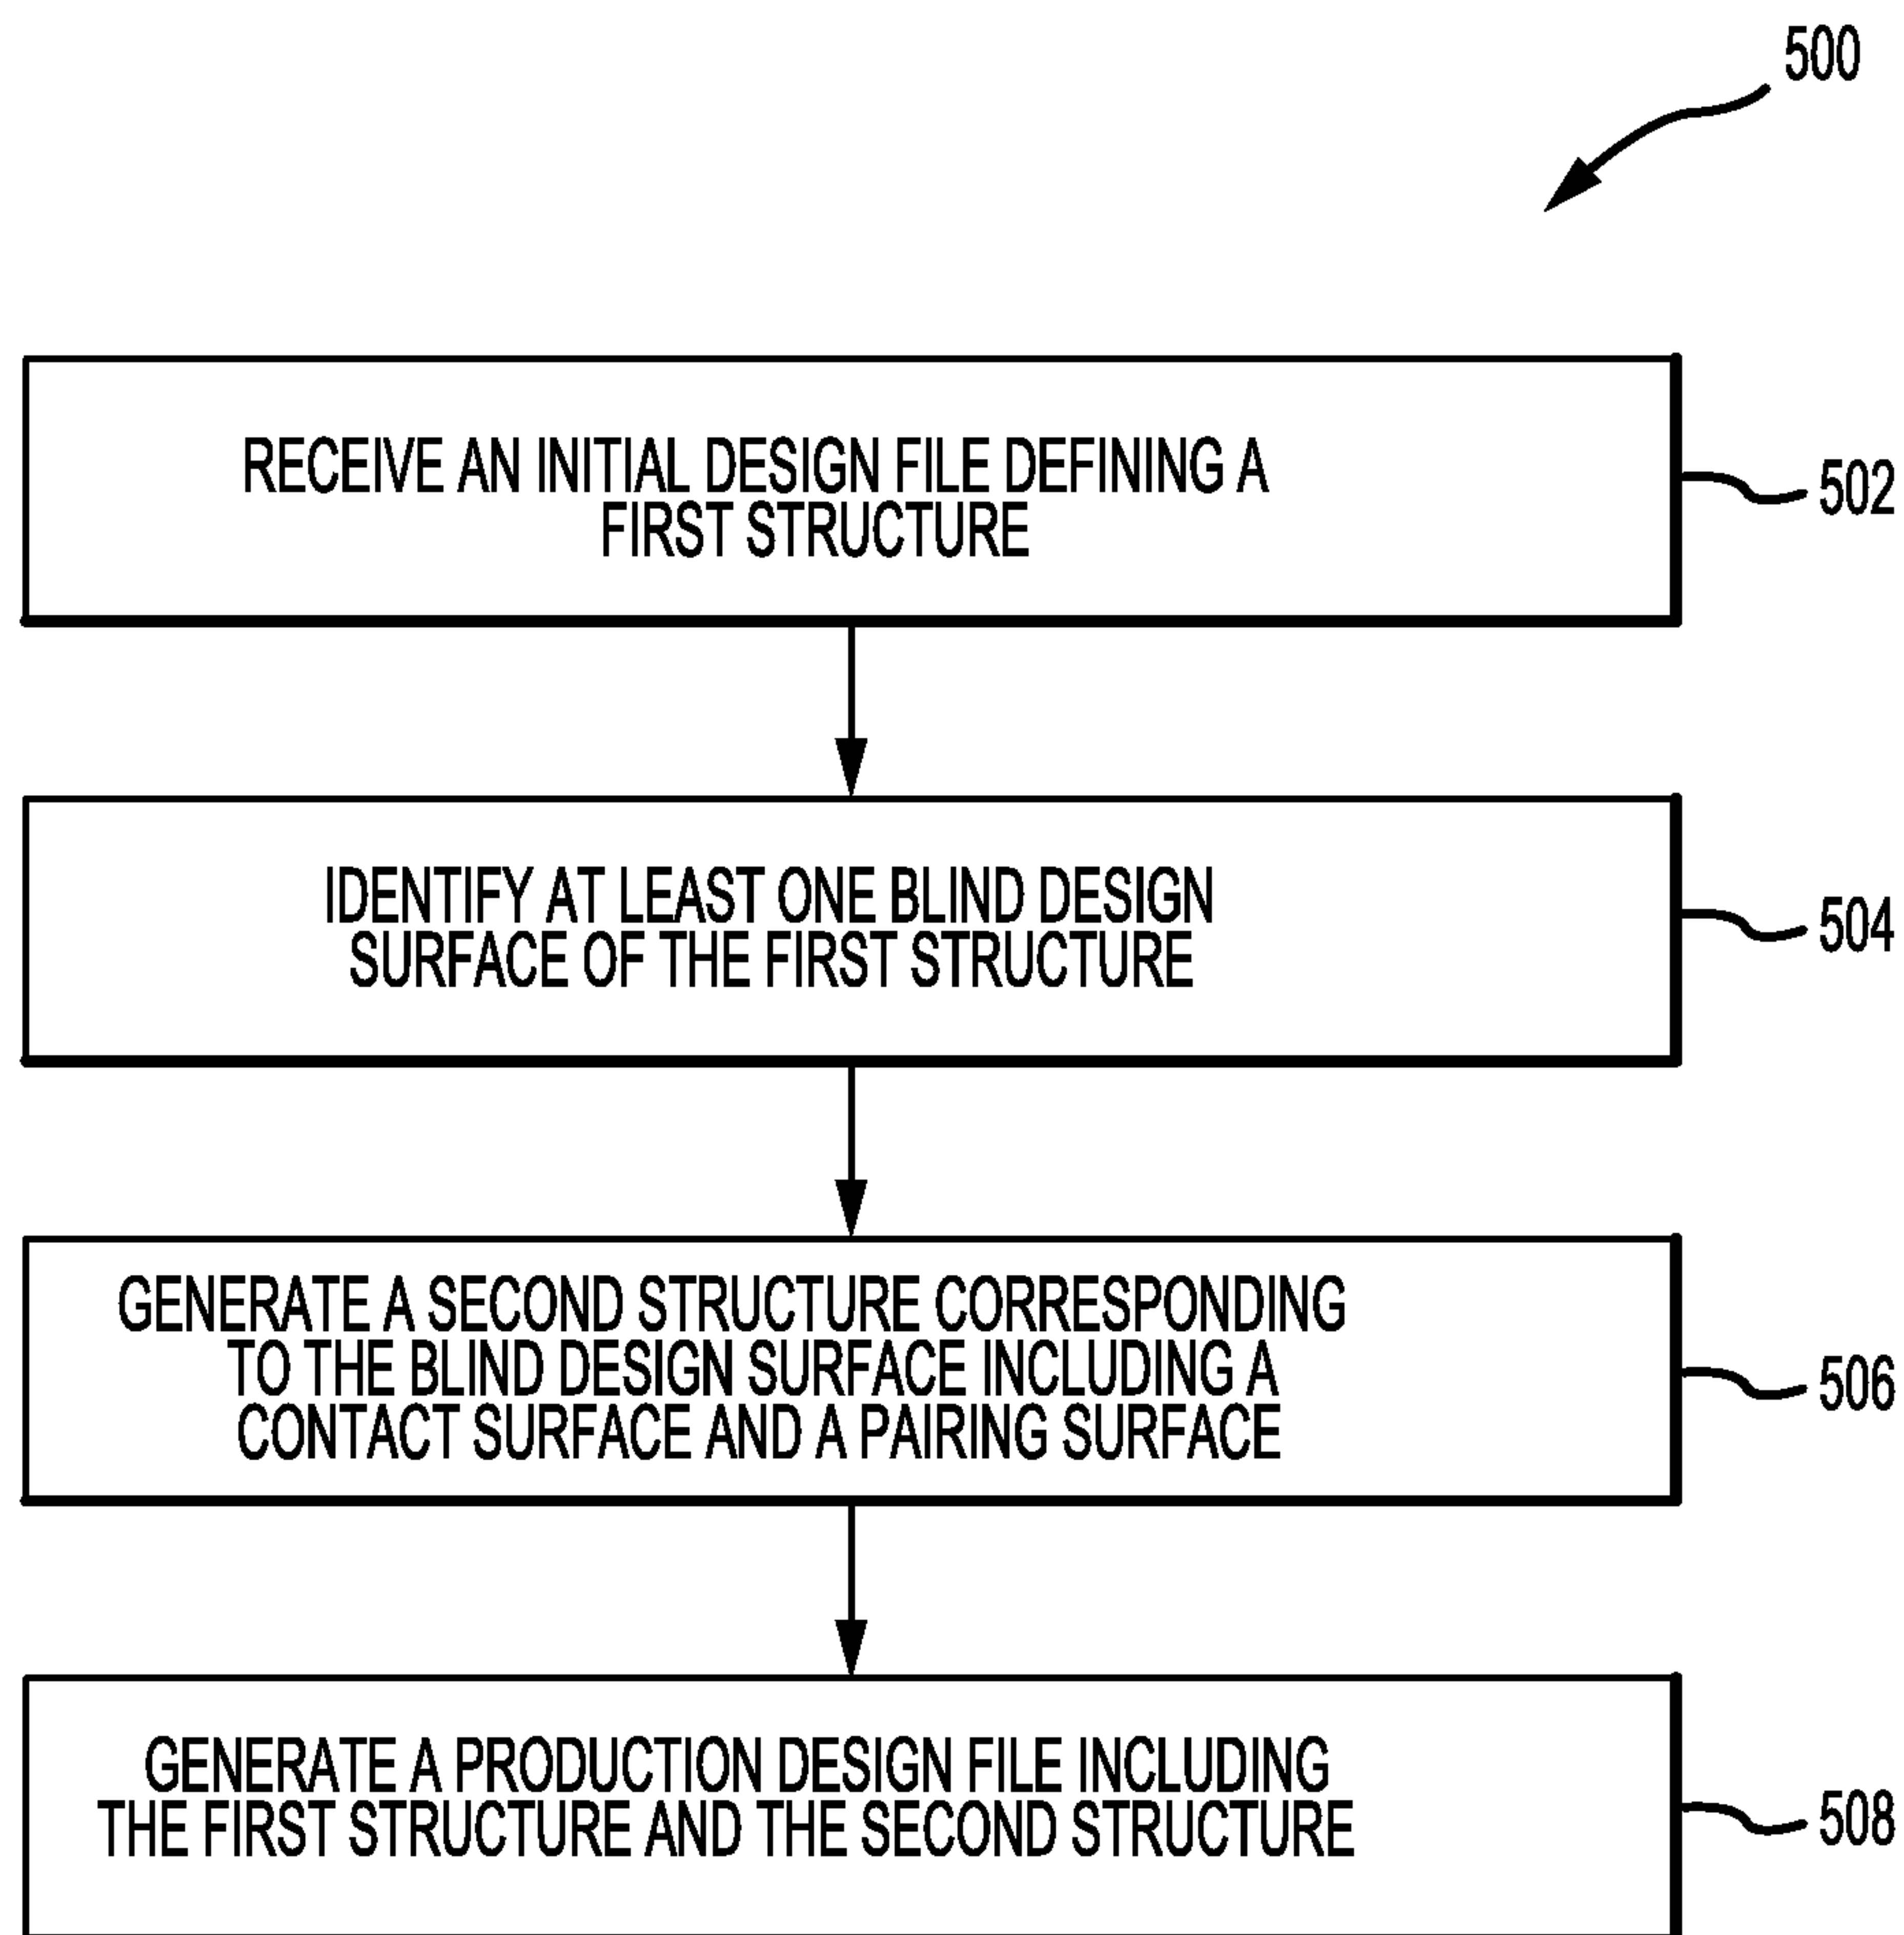 500
RECEIVE AN INITIAL DESIGN FILE DEFINING A
FIRST STRUCTURE
502
IDENTIFY AT LEAST ONE BLIND DESIGN
SURFACE OF THE FIRST STRUCTURE
504
GENERATE A SECOND STRUCTURE CORRESPONDING
TO THE BLIND DESIGN SURFACE INCLUDING A
CONTACT SURFACE AND A PAIRING SURFACE
506
GENERATE A PRODUCTION DESIGN FILE INCLUDING
THE FIRST STRUCTURE AND THE SECOND STRUCTURE
508